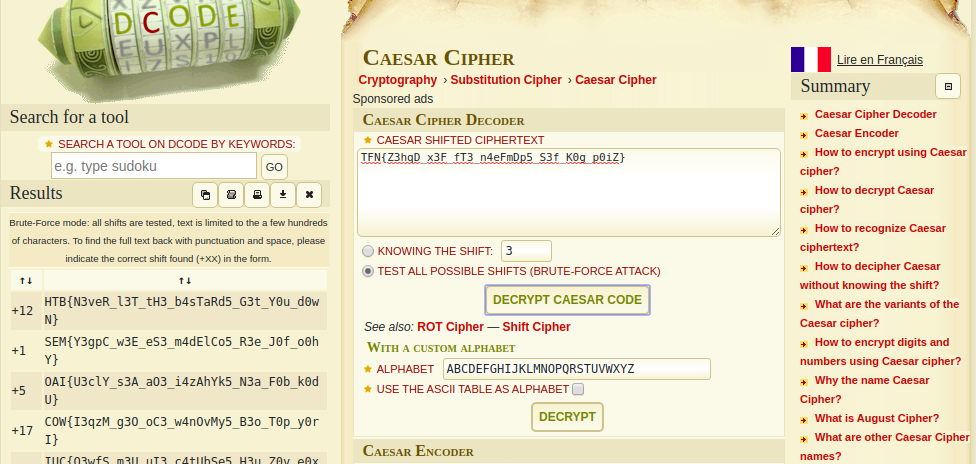 DCODE
Search for a tool
SEARCH A TOOL ON DCODE BY KEYWORDS:
e.g. type sudoku
GO
Results
Brute-Force mode: all shifts are tested, text is limited to the a few hundreds
of characters. To find the full text back with punctuation and space, please
indicate the correct shift found (+XX) in the form.
↑↓ ↑↓
+12 HTB{N3veR_l3T_tH3_b4sTaRd5_G3t_Y0u_d0w
N}
+1 SEM{Y3gpC_w3E_eS3_m4dElCo5_R3e_J0f_o0h
Y}
+5 OAI{U3clY_s3A_aO3_i4zAhYk5_N3a_F0b_k0d
U}
+17 COW{I3qzM_g3O_oC3_w4nOvMy5_B3o_T0p_y0r
I}
Caesar Cipher
Cryptography › Substitution Cipher › Caesar Cipher
Sponsored ads
Caesar Cipher Decoder
CAESAR SHIFTED CIPHERTEXT
TFN{Z3hqD_x3F_fT3_n4eFmDp5_S3f_K0g_p0iZ}
KNOWING THE SHIFT: 3
TEST ALL POSSIBLE SHIFTS (BRUTE-FORCE ATTACK)
DECRYPT CAESAR CODE
See also: ROT Cipher — Shift Cipher
With a custom alphabet
ALPHABET ABCDEFGHIJKLMNOPQRSTUVWXYZ
USE THE ASCII TABLE AS ALPHABET
DECRYPT
Caesar Encoder
Lire en Français
Summary
Caesar Cipher Decoder
Caesar Encoder
How to encrypt using Caesar
cipher?
How to decrypt Caesar
cipher?
How to recognize Caesar
ciphertext?
How to decipher Caesar
without knowing the shift?
What are the variants of the
Caesar cipher?
How to encrypt digits and
numbers using Caesar cipher?
Why the name Caesar
Cipher?
What is August Cipher?
What are other Caesar Cipher
names?